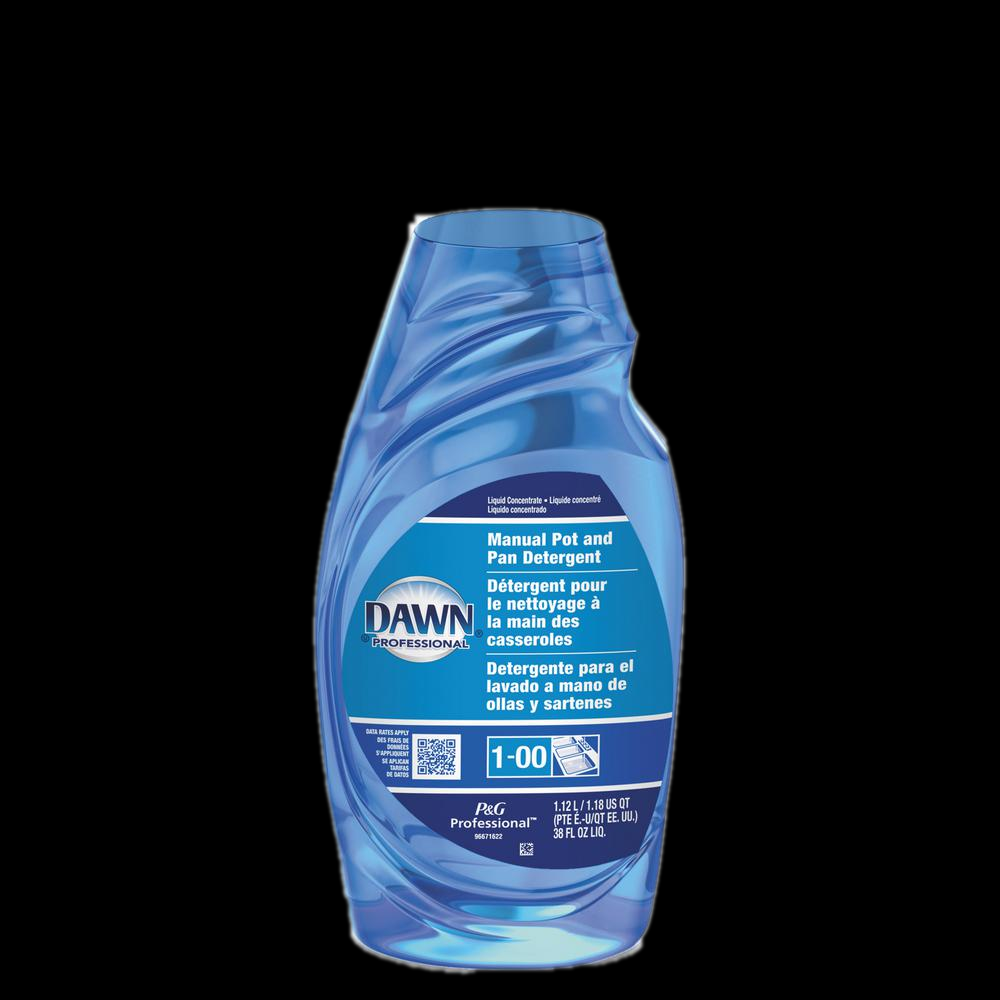 Liquid Concentrate • Liquide concentré
Líquido concentrado
Manual Pot and
Pan Detergent
Détergent pour
le nettoyage à
la main des
casseroles
Detergente para el
lavado a mano de
ollas y sartenes
DAWN
PROFESSIONAL®
DATA RATES APPLY
DES FRAIS DE
DONNÉES
S'APPLIQUENT
SE APLICAN
TARIFAS
DE DATOS
1-00
P&G
Professional™
96671622
1.12 L / 1.18 US QT
(PTE É.-U/QT EE. UU.)
38 FL OZ LIQ.